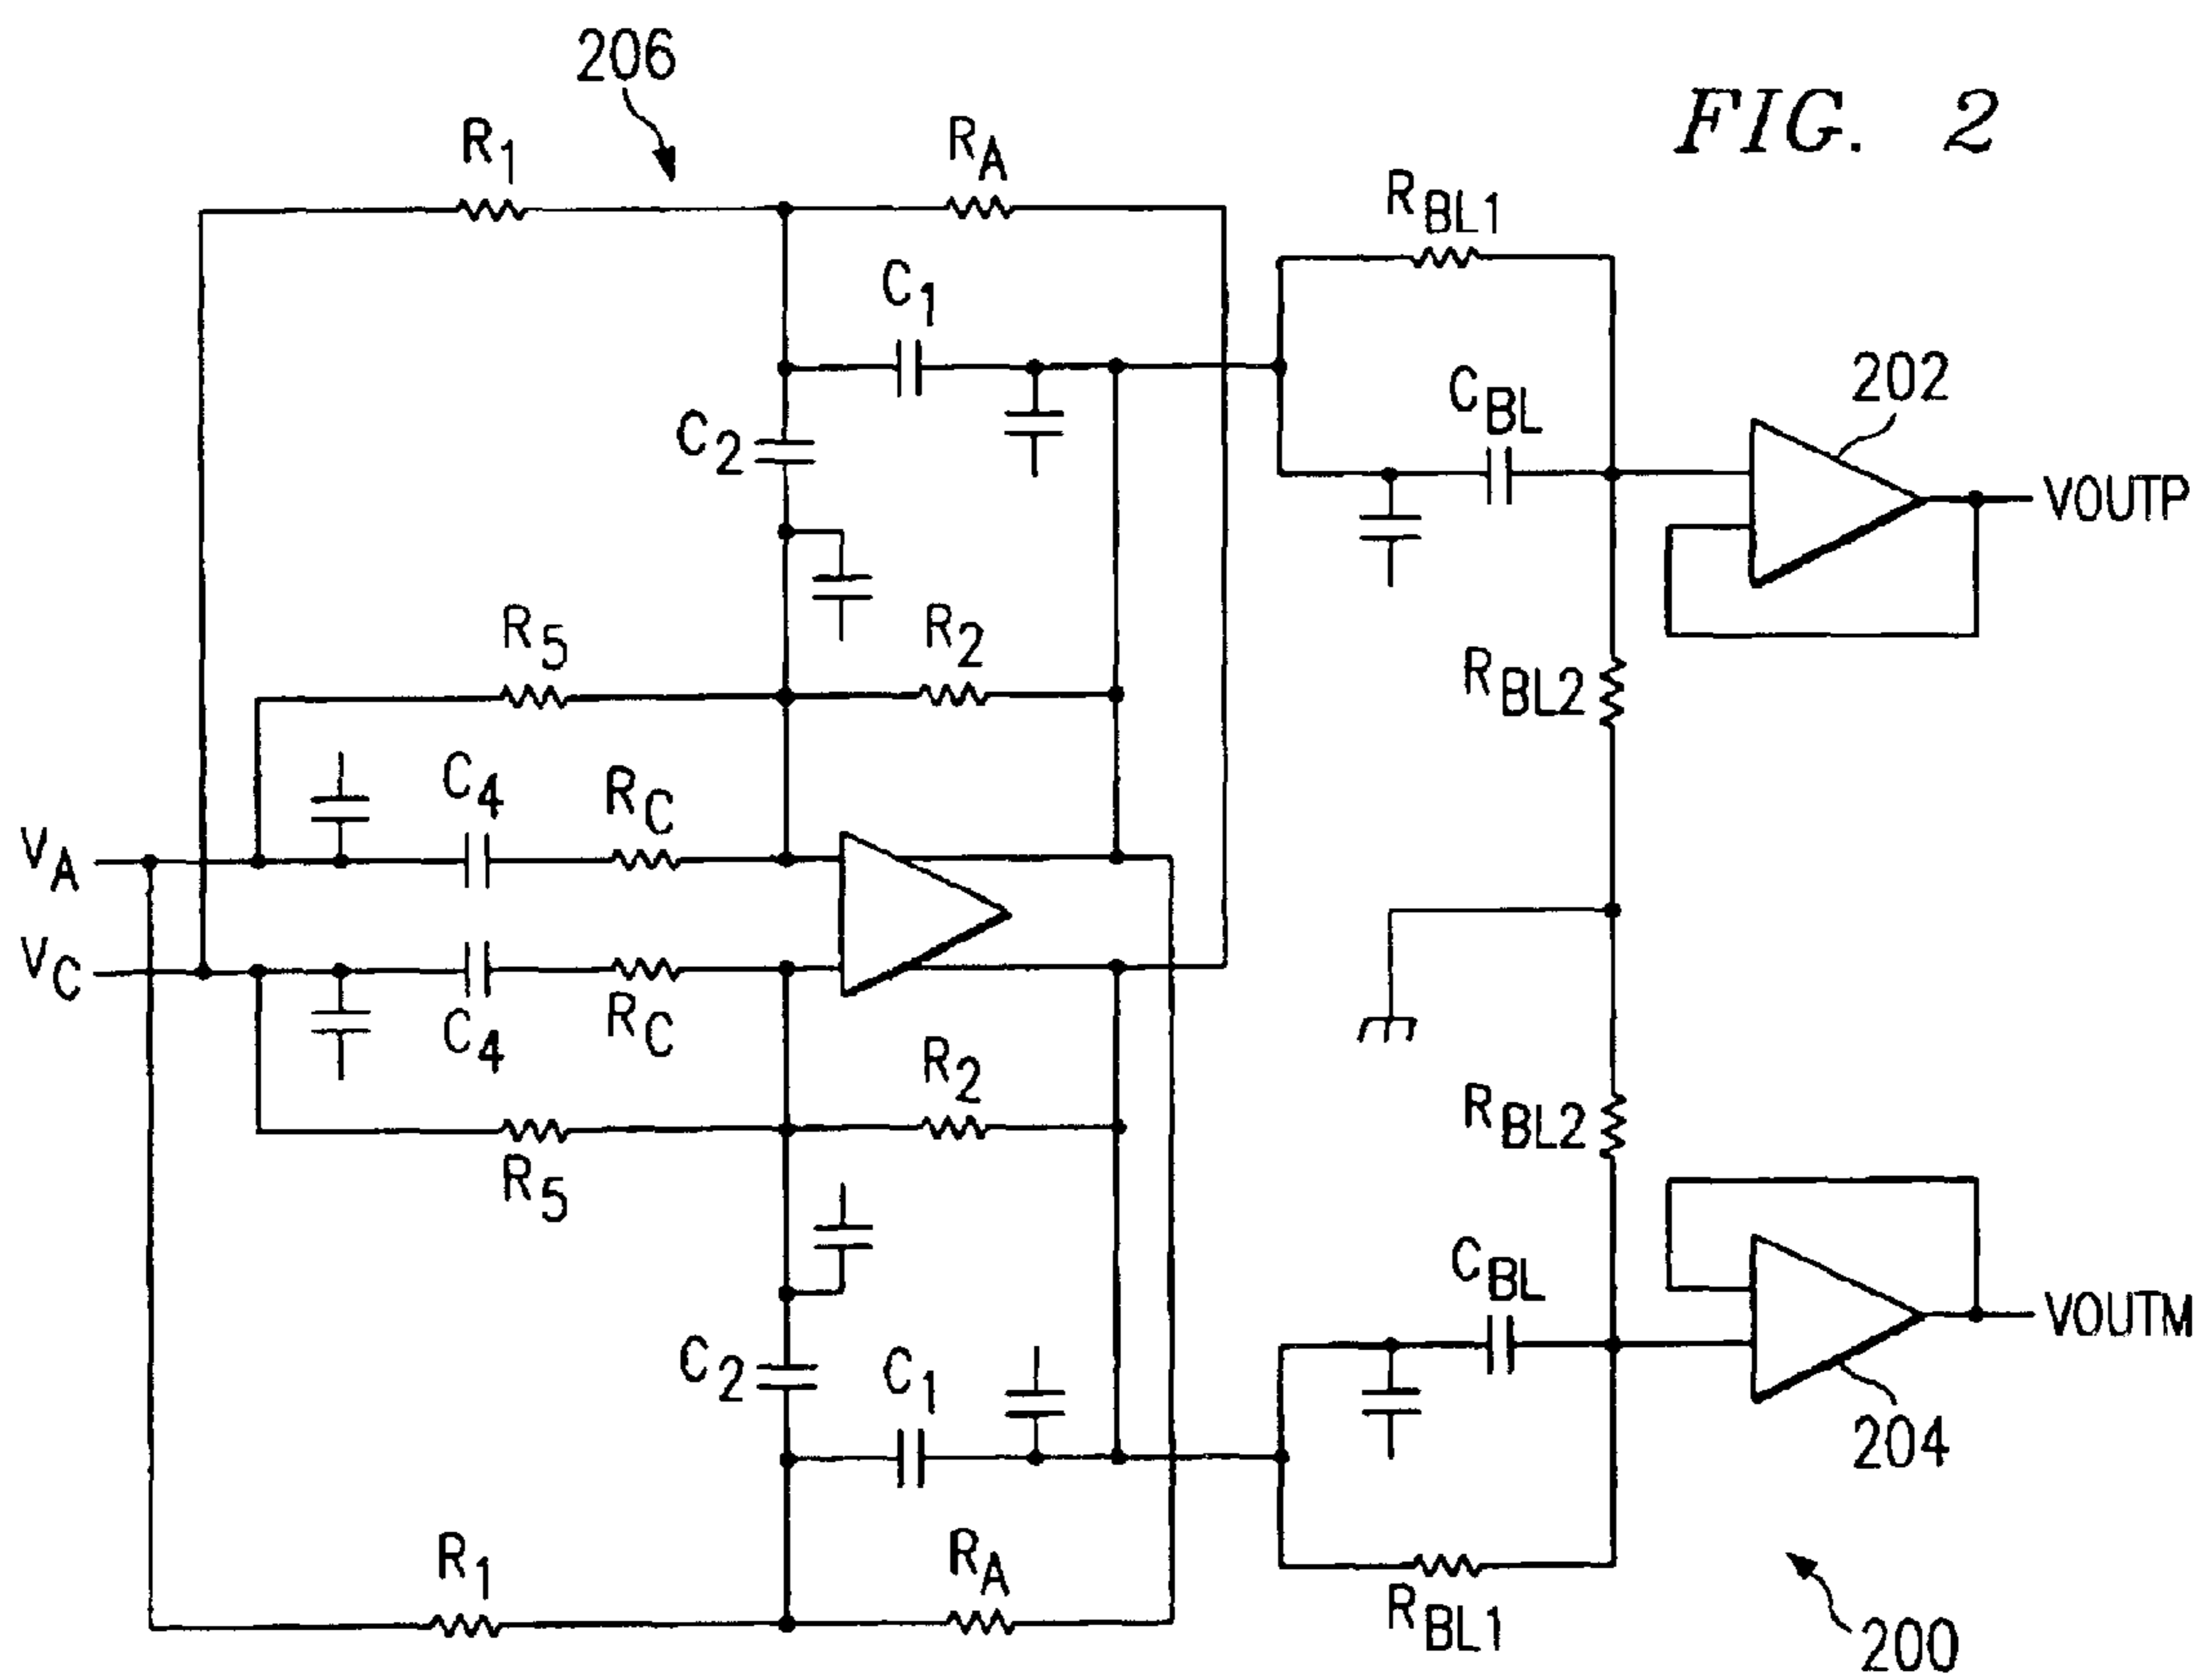 206
FIG. 2
R1
RA
RBL1
C1
CBL
202
C2
VOUTP
R5
R2
RBL2
C4
RC
VA
VC
C4
RC
R2
RBL2
R5
CBL
VOUTM
C2
C1
204
R1
RA
RBL1
200